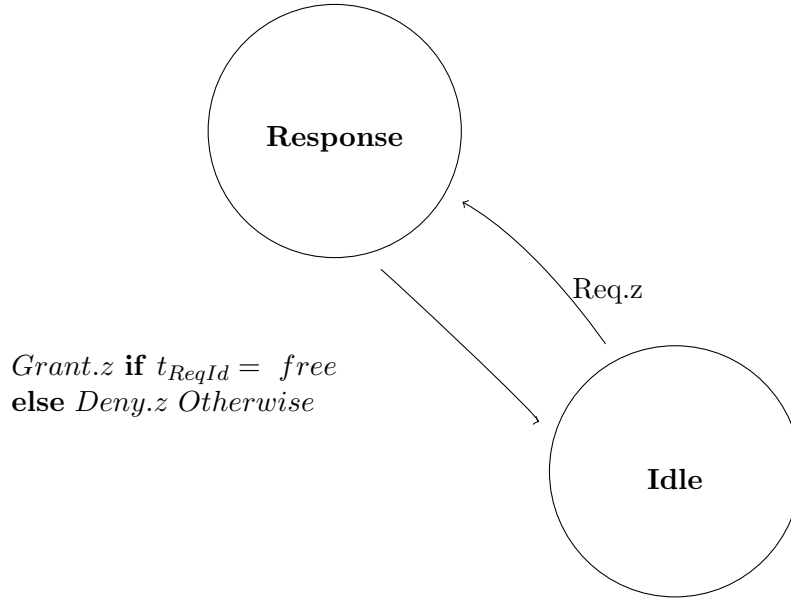 Response
Req.z
Grant.z if t_ReqId = free
else Deny.z Otherwise
Idle